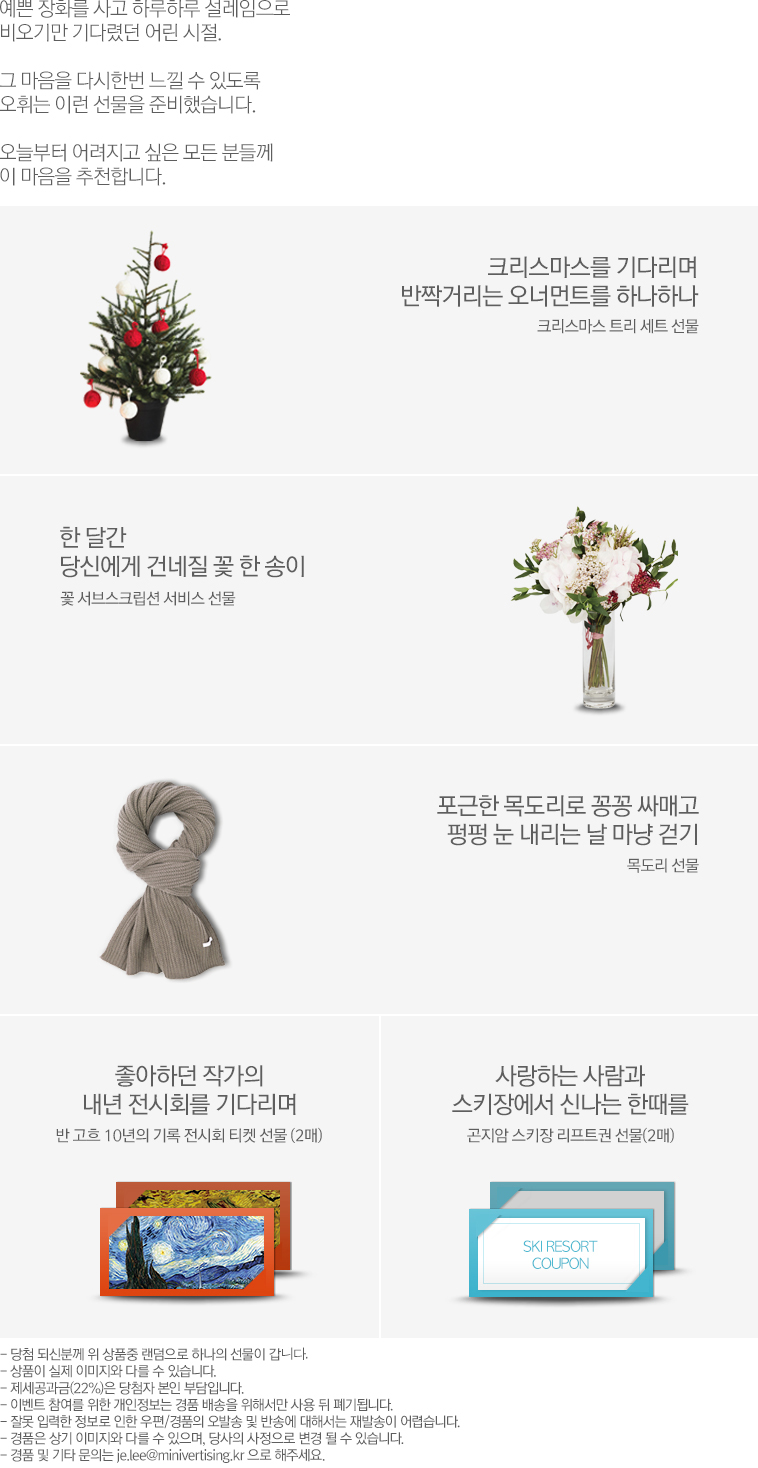 예쁜 장화를 사고 하루하루 설레임으로
비오기만 기다렸던 어린 시절.
그 마음을 다시한번 느낄 수 있도록
오휘는 이런 선물을 준비했습니다.
오늘부터 어려지고 싶은 모든 분들께
이 마음을 추천합니다.
크리스마스를 기다리며
반짝거리는 오너먼트를 하나하나
크리스마스 트리 세트 선물
한 달간
당신에게 건네질 꽃 한 송이
꽃 서브스크립션 서비스 선물
포근한 목도리로 꽁꽁 싸매고
펑펑 눈 내리는 날 마냥 걷기
목도리 선물
좋아하던 작가의
내년 전시회를 기다리며
반 고흐 10년의 기록 전시회 티켓 선물 (2매)
사랑하는 사람과
스키장에서 신나는 한때를
곤지암 스키장 리프트권 선물(2매)
SKI RESORT
COUPON
- 당첨 되신분께 위 상품중 랜덤으로 하나의 선물이 갑니다.
- 상품이 실제 이미지와 다를 수 있습니다.
- 제세공과금(22%)은 당첨자 본인 부담입니다.
- 이벤트 참여를 위한 개인정보는 경품 배송을 위해서만 사용 뒤 폐기됩니다.
- 잘못 입력한 정보로 인한 우편/경품의 오발송 및 반송에 대해서는 재발송이 어렵습니다.
- 경품은 상기 이미지와 다를 수 있으며, 당사의 사정으로 변경 될 수 있습니다.
- 경품 및 기타 문의는 je.lee@minivertising.kr 으로 해주세요.